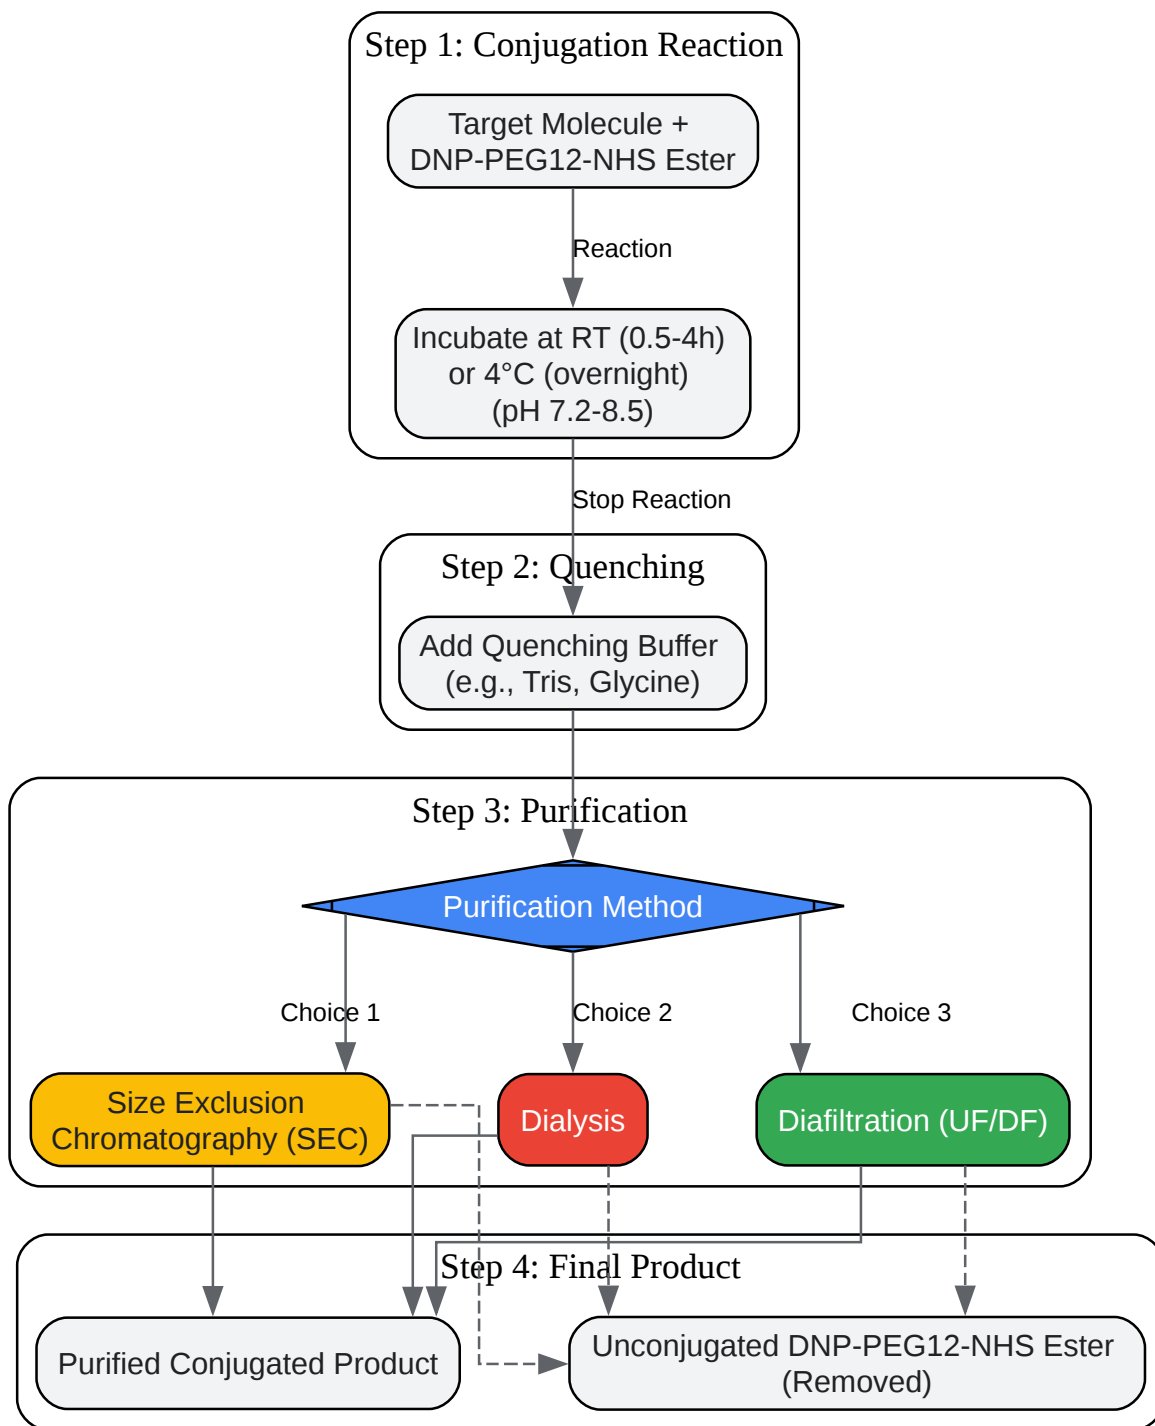 Step 1: Conjugation Reaction
Target Molecule +
DNP-PEG12-NHS Ester
Reaction
Incubate at RT (0.5-4h)
or 4°C (overnight)
(pH 7.2-8.5)
Stop Reaction
Step 2: Quenching
Add Quenching Buffer
(e.g., Tris, Glycine)
Step 3: Purification
Purification Method
Choice 1
Choice 2
Choice 3
Size Exclusion
Chromatography (SEC)
Dialysis
Diafiltration (UF/DF)
Step 4: Final Product
Purified Conjugated Product
Unconjugated DNP-PEG12-NHS Ester
(Removed)